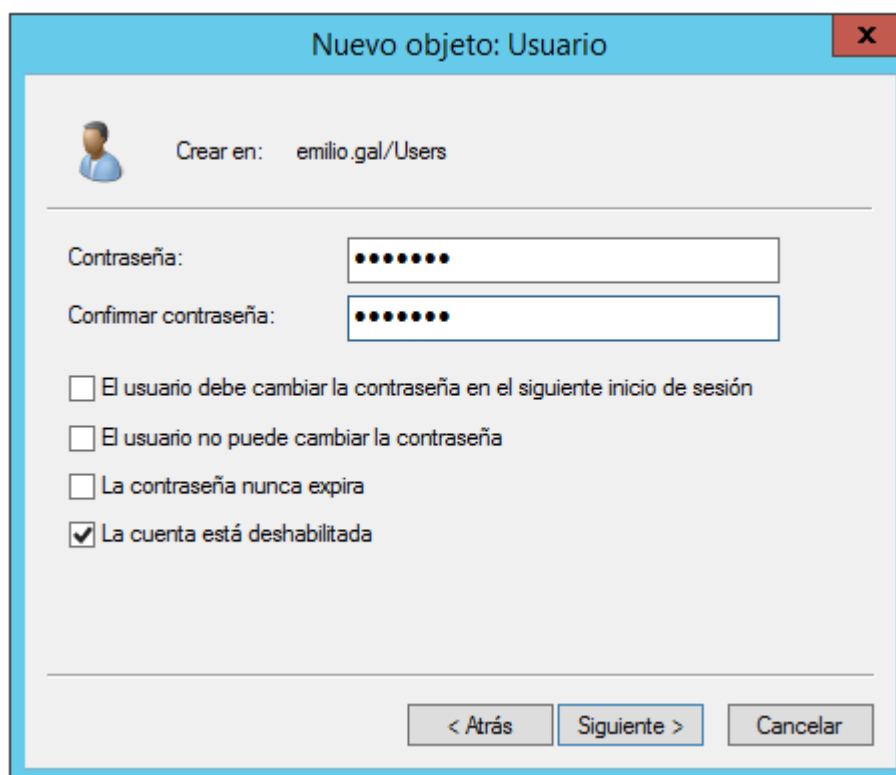 Nuevo objeto: Usuario
x
Crear en: emilio.gal/Users
Contraseña: •••••••
Confirmar contraseña: •••••••
El usuario debe cambiar la contraseña en el siguiente inicio de sesión
El usuario no puede cambiar la contraseña
La contraseña nunca expira
La cuenta está deshabilitada
< Atrás Siguiente > Cancelar